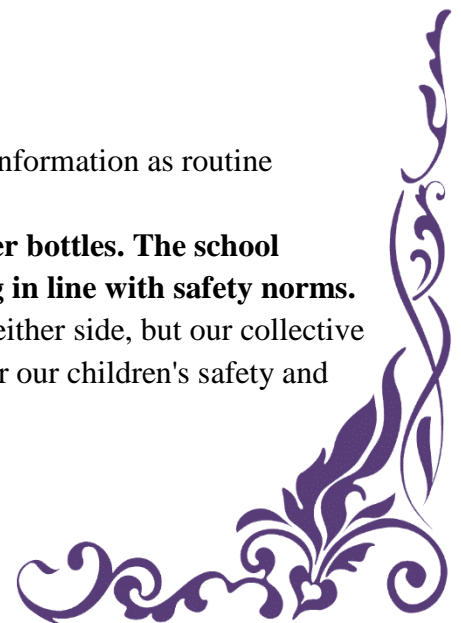 nformation as routine
er bottles. The school
g in line with safety norms.
either side, but our collective
r our children's safety and